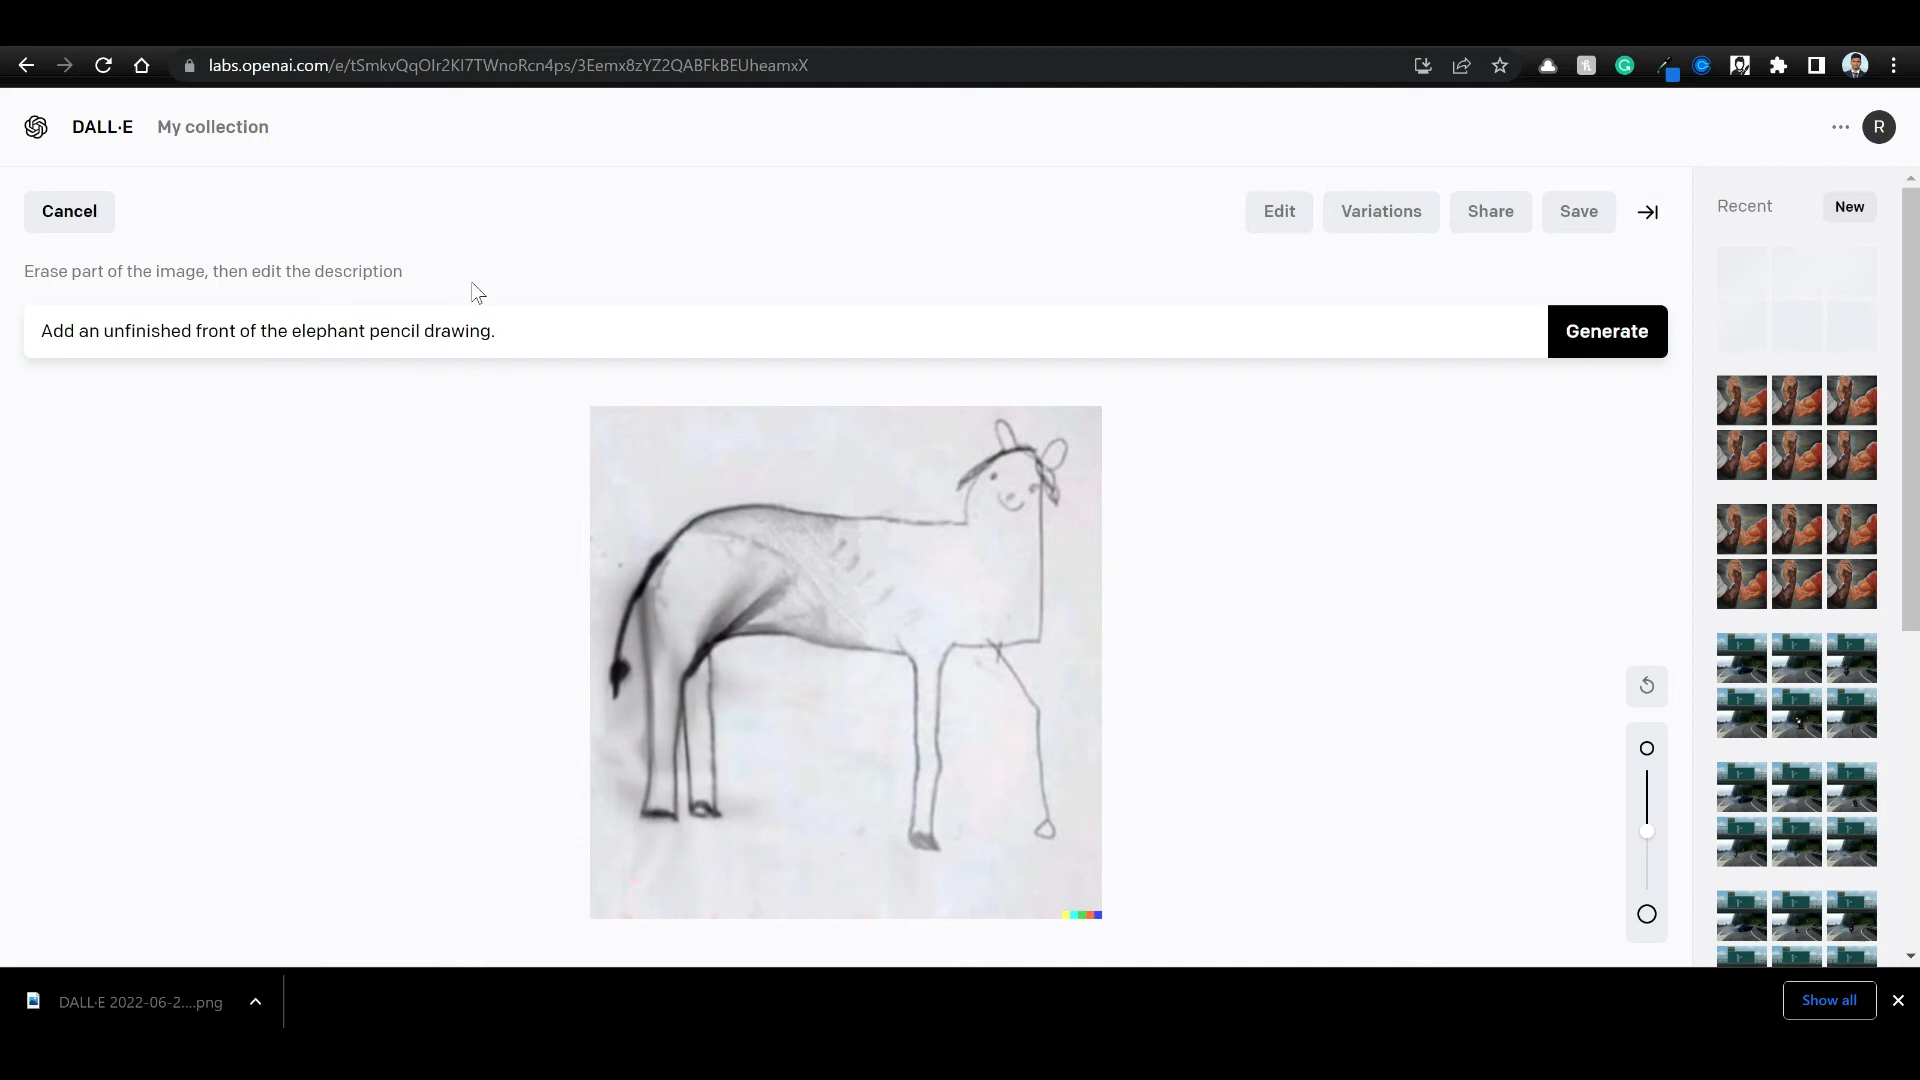 labs.openai.com/e/tSmkvQqOlr2KI7TWnoRcn4ps/3Eemx8zYZ2QABFkBEUheamxX
DALL·E My collection
··· R
Cancel
Edit Variations Share Save
Recent New
Erase part of the image, then edit the description
Add an unfinished front of the elephant pencil drawing.
Generate
DALL·E 2022-06-2....png
Show all